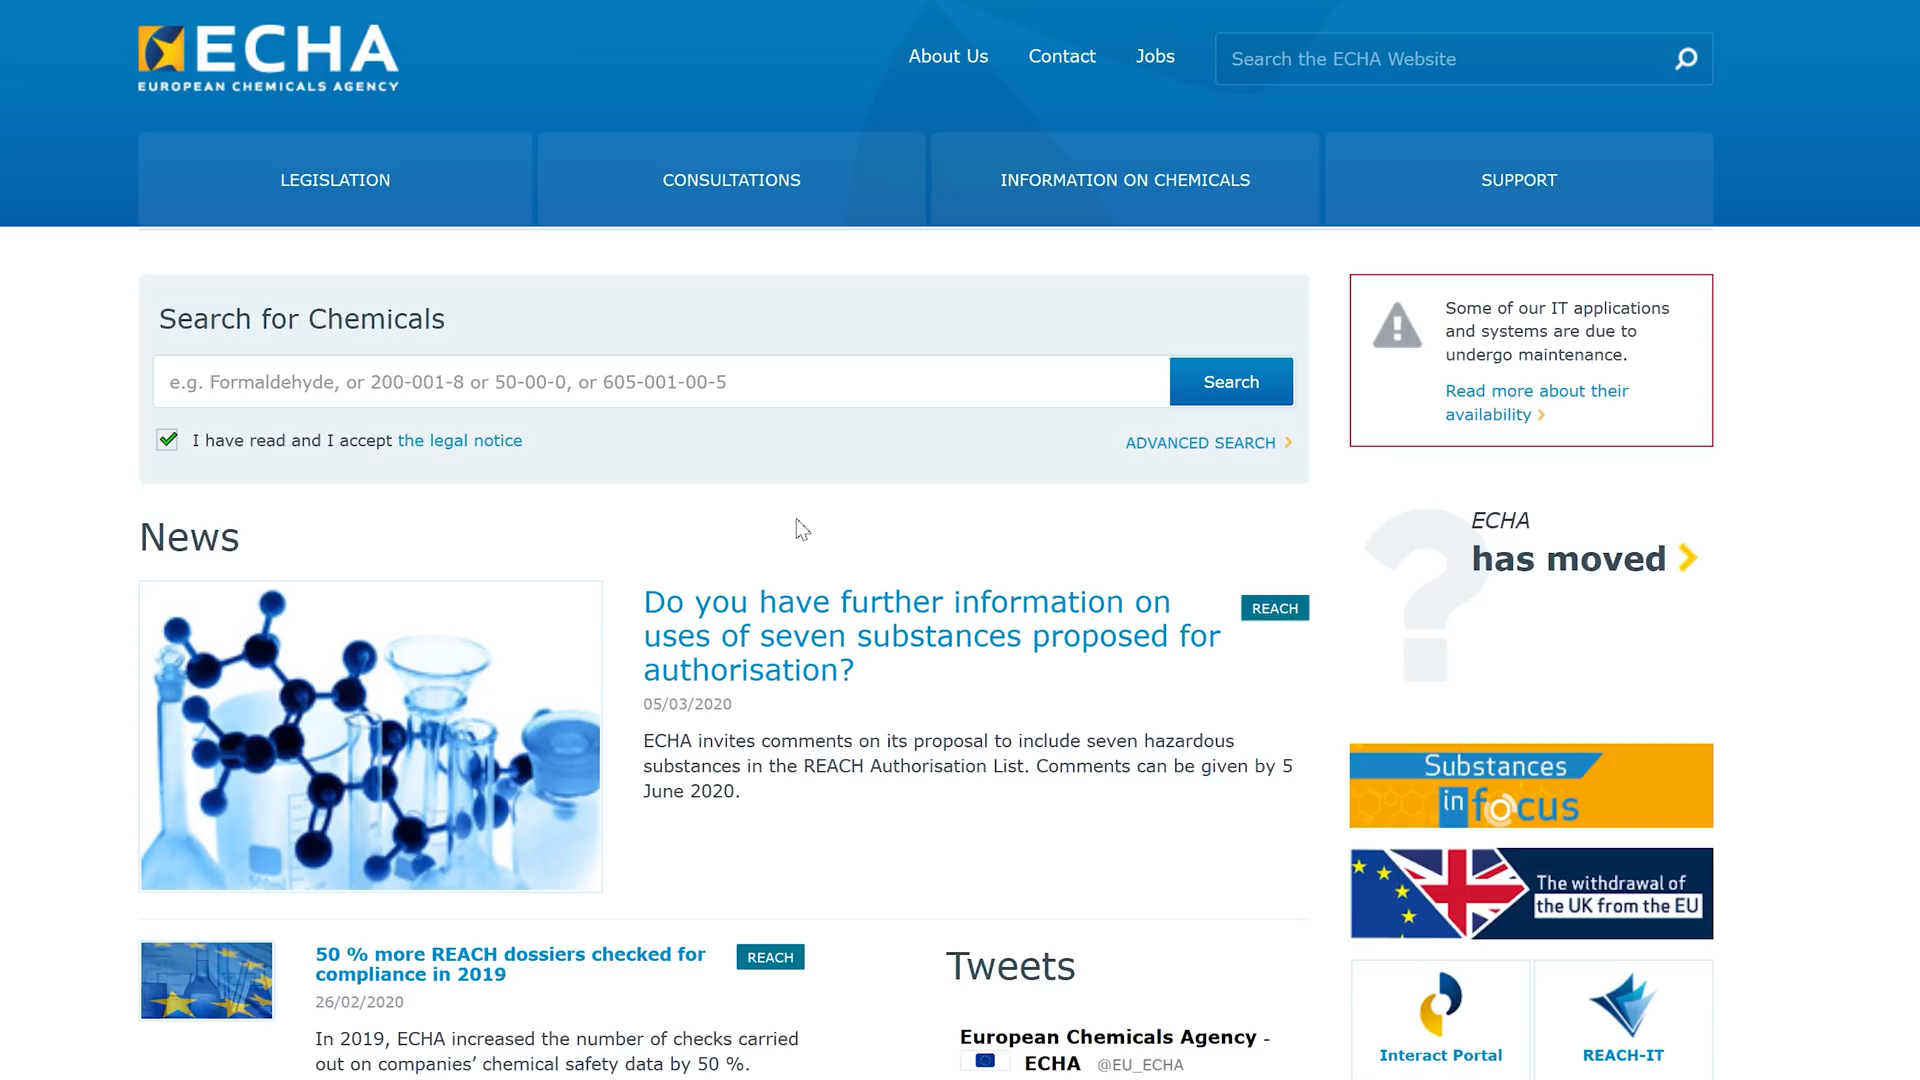 ECHA
EUROPEAN CHEMICALS AGENCY
About Us
Contact
Jobs
Search the ECHA Website
LEGISLATION
CONSULTATIONS
INFORMATION ON CHEMICALS
SUPPORT
Search for Chemicals
e.g. Formaldehyde, or 200-001-8 or 50-00-0, or 605-001-00-5
Search
I have read and I accept the legal notice
ADVANCED SEARCH
Some of our IT applications
and systems are due to
undergo maintenance.
Read more about their
availability
News
Do you have further information on
uses of seven substances proposed for
authorisation?
REACH
05/03/2020
ECHA invites comments on its proposal to include seven hazardous
substances in the REACH Authorisation List. Comments can be given by 5
June 2020.
ECHA
has moved
?
Substances
in focus
The withdrawal of
the UK from the EU
50 % more REACH dossiers checked for
compliance in 2019
REACH
26/02/2020
In 2019, ECHA increased the number of checks carried
out on companies’ chemical safety data by 50 %.
Tweets
European Chemicals Agency -
ECHA @EU_ECHA
Interact Portal
REACH-IT